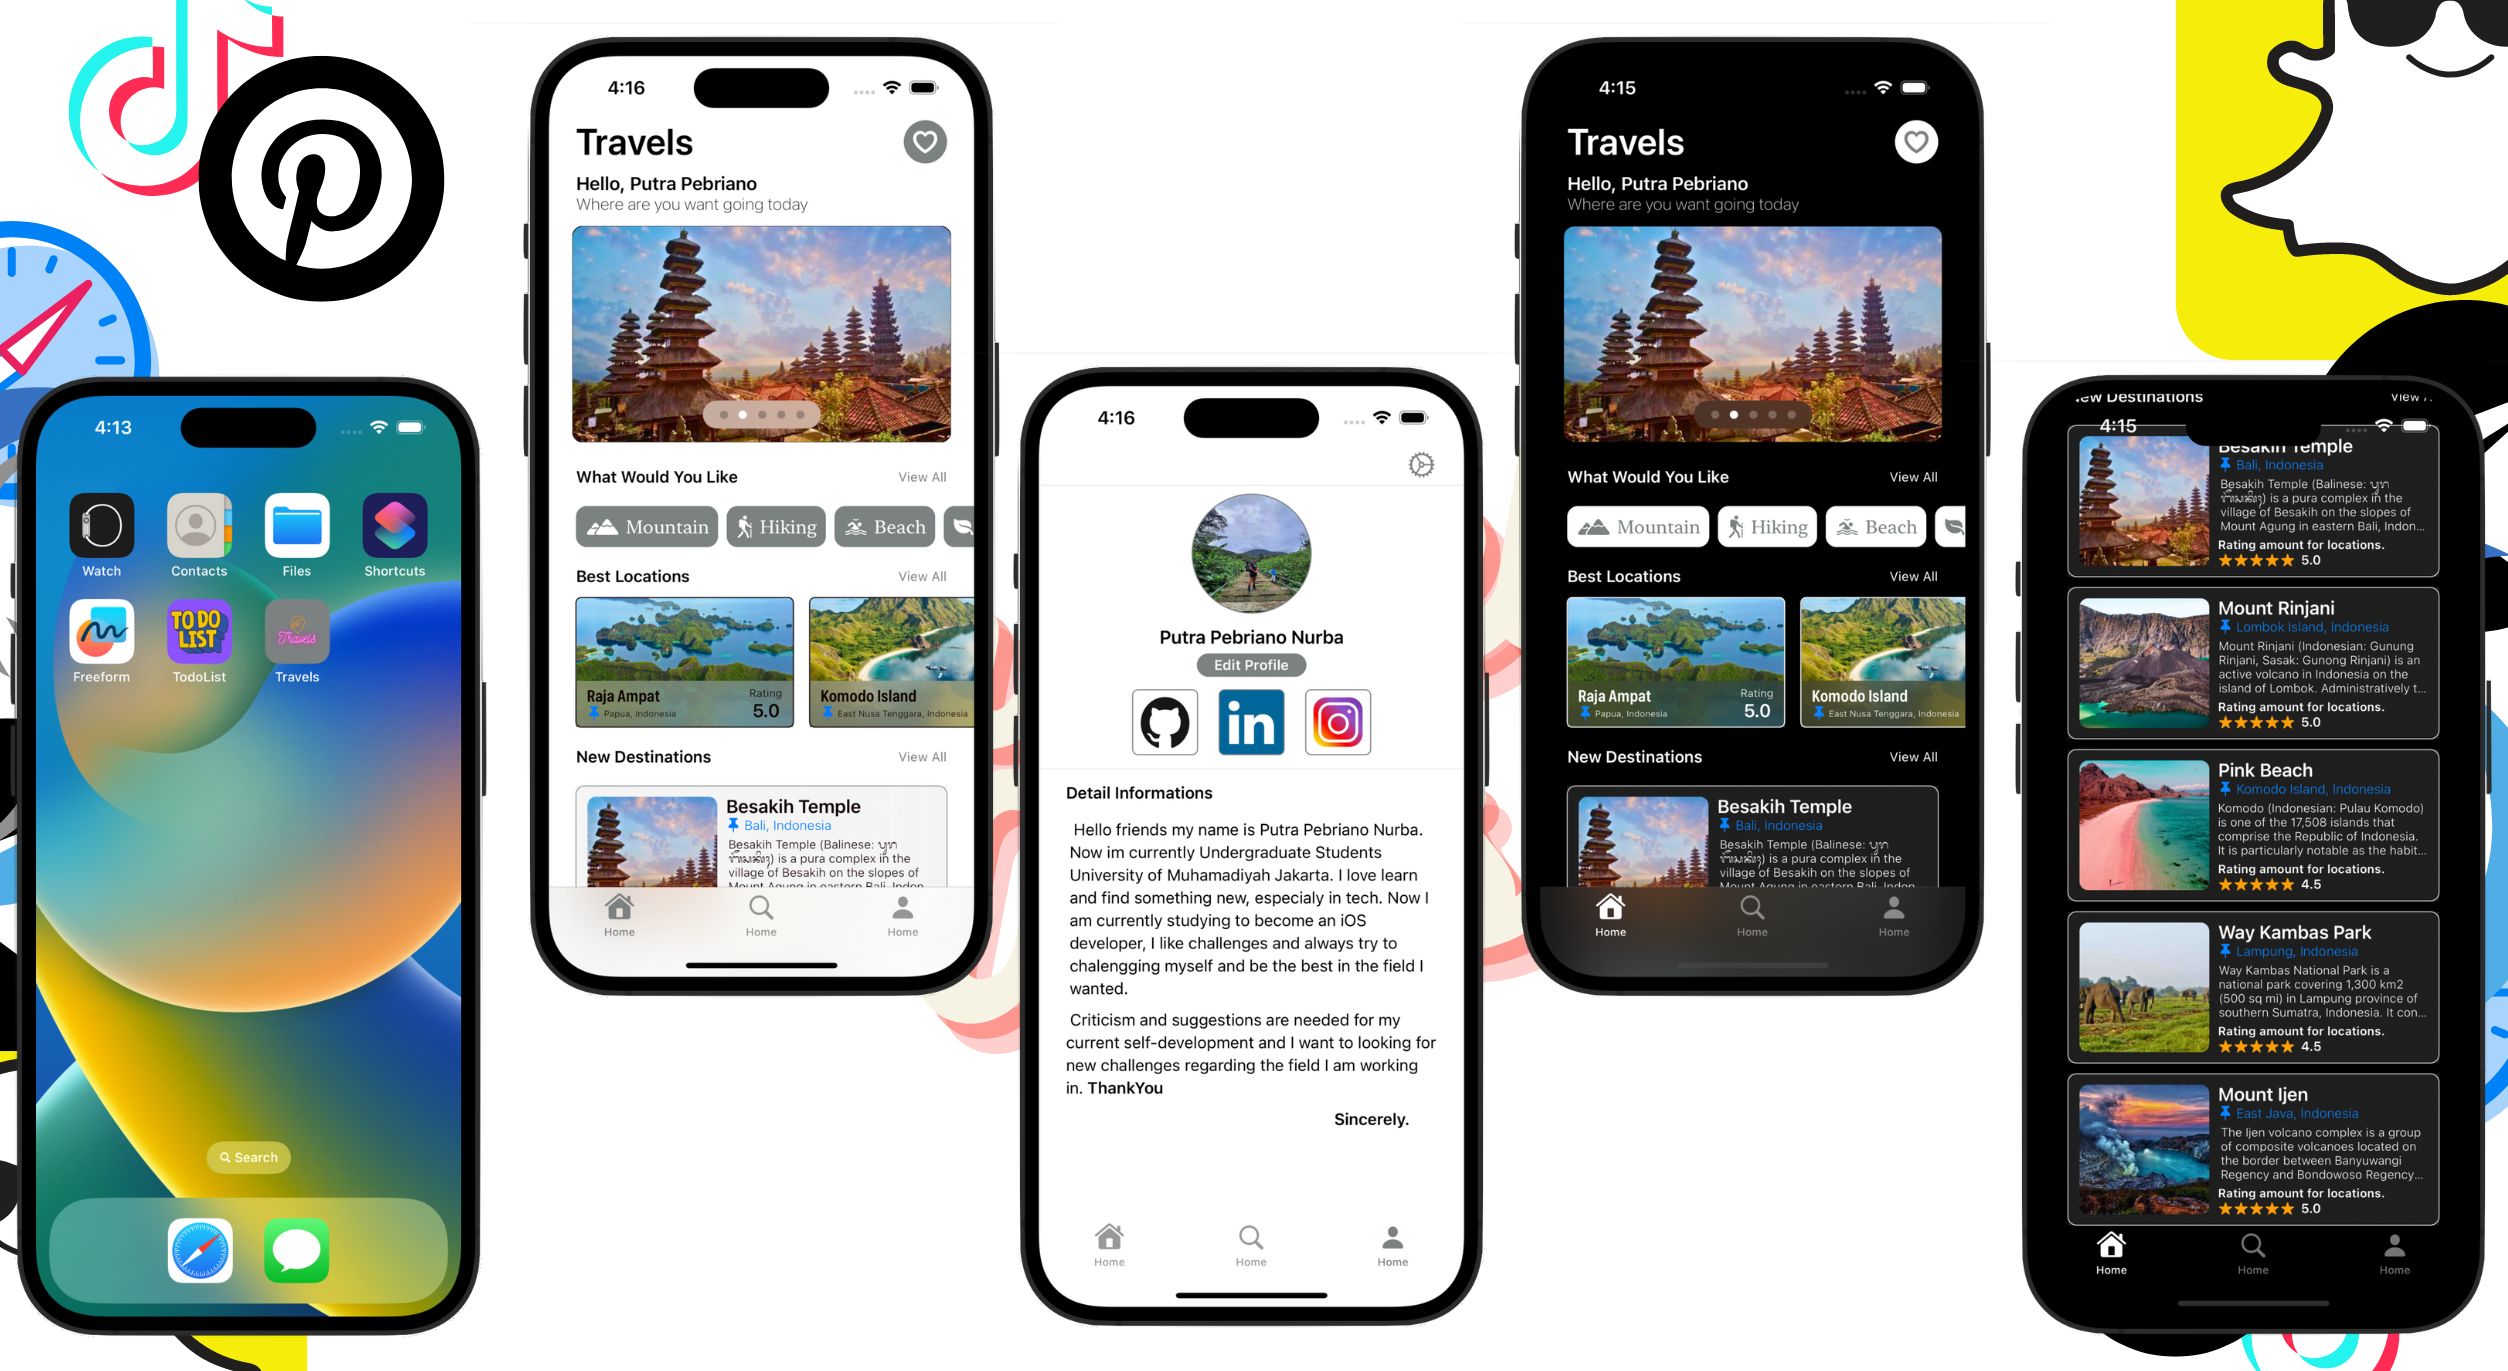 4:13
Watch
Contacts
Files
Shortcuts
TO DO
LIST
Travels
Freeform
TodoList
Travels
Search
4:16
Travels
Hello, Putra Pebriano
Where are you want going today
What Would You Like
View All
Mountain
Hiking
Beach
Best Locations
View All
Raja Ampat
Papua, Indonesia
Rating
5.0
Komodo Island
East Nusa Tenggara, Indonesia
New Destinations
View All
Besakih Temple
Bali, Indonesia
Besakih Temple (Balinese:
) is a pura complex in the
village of Besakih on the slopes of
Mount Agung in eastern Bali, Indon
Home
Home
Home
4:16
Putra Pebriano Nurba
Edit Profile
in
Detail Informations
Hello friends my name is Putra Pebriano Nurba.
Now im currently Undergraduate Students
University of Muhamadiyah Jakarta. I love learn
and find something new, especialy in tech. Now I
am currently studying to become an iOS
developer, I like challenges and always try to
chalengging myself and be the best in the field I
wanted.
Criticism and suggestions are needed for my
current self-development and I want to looking for
new challenges regarding the field I am working
in. ThankYou
Sincerely.
Home
Home
Home
4:15
Travels
Hello, Putra Pebriano
Where are you want going today
What Would You Like
View All
Mountain
Hiking
Beach
Best Locations
View All
Raja Ampat
Papua, Indonesia
Rating
5.0
Komodo Island
East Nusa Tenggara, Indonesia
New Destinations
View All
Besakih Temple
Bali, Indonesia
Besakih Temple (Balinese:
) is a pura complex in the
village of Besakih on the slopes of
Mount Agung in eastern Bali, Indon
Home
Home
Home
ew Destinations
View
4:15
Besakih Temple
Bali, Indonesia
Besakih Temple (Balinese:
) is a pura complex in the
village of Besakih on the slopes of
Mount Agung in eastern Bali, Indon...
Rating amount for locations.
5.0
Mount Rinjani
Lombok Island, Indonesia
Mount Rinjani (Indonesian: Gunung
Rinjani, Sasak: Gunong Rinjani) is an
active volcano in Indonesia on the
island of Lombok. Administratively t...
Rating amount for locations.
5.0
Pink Beach
Komodo Island, Indonesia
Komodo (Indonesian: Pulau Komodo)
is one of the 17,508 islands that
comprise the Republic of Indonesia.
It is particularly notable as the habit...
Rating amount for locations.
4.5
Way Kambas Park
Lampung, Indonesia
Way Kambas National Park is a
national park covering 1,300 km2
(500 sq mi) in Lampung province of
southern Sumatra, Indonesia. It con...
Rating amount for locations.
4.5
Mount Ijen
East Java, Indonesia
The Ijen volcano complex is a group
of composite volcanoes located on
the border between Banyuwangi
Regency and Bondowoso Regency...
Rating amount for locations.
5.0
Home
Home
Home